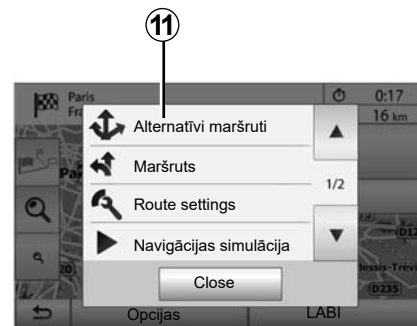 11
Paris
Fra
0:17
16 km
Alternatīvi maršruti
Maršruts
Route settings
Navigācijas simulācija
1/2
Close
Opcijas
LABI
D235